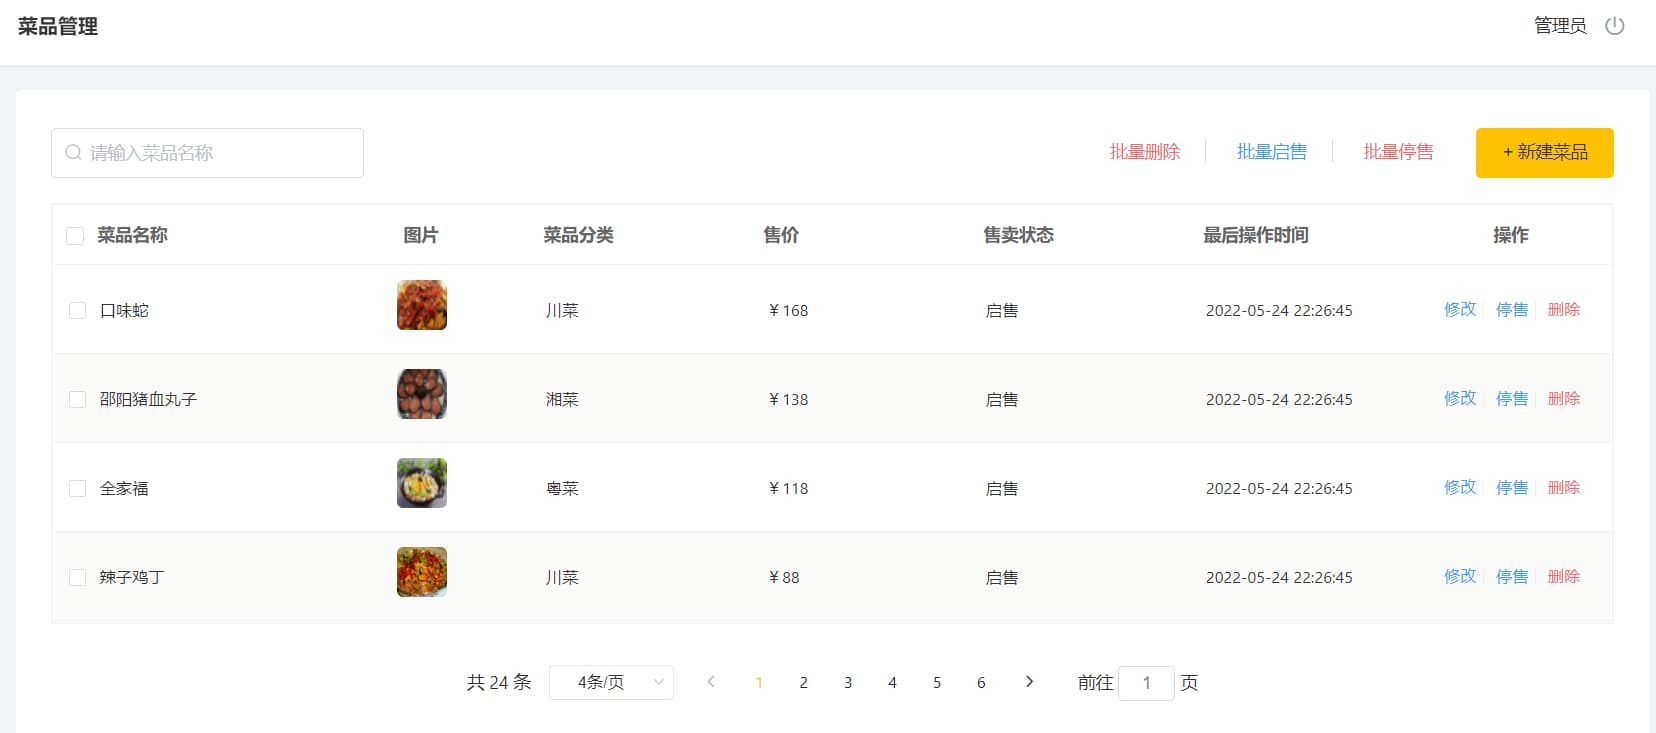 菜品管理
管理员
请输入菜品名称
批量删除 批量启售 批量停售 + 新建菜品
菜品名称 图片 菜品分类 售价 售卖状态 最后操作时间 操作
口味蛇 川菜 ¥168 启售 2022-05-24 22:26:45 修改 停售 删除
邵阳猪血丸子 湘菜 ¥138 启售 2022-05-24 22:26:45 修改 停售 删除
全家福 粤菜 ¥118 启售 2022-05-24 22:26:45 修改 停售 删除
辣子鸡丁 川菜 ¥88 启售 2022-05-24 22:26:45 修改 停售 删除
共 24 条 4条/页 1 2 3 4 5 6 前往 1 页